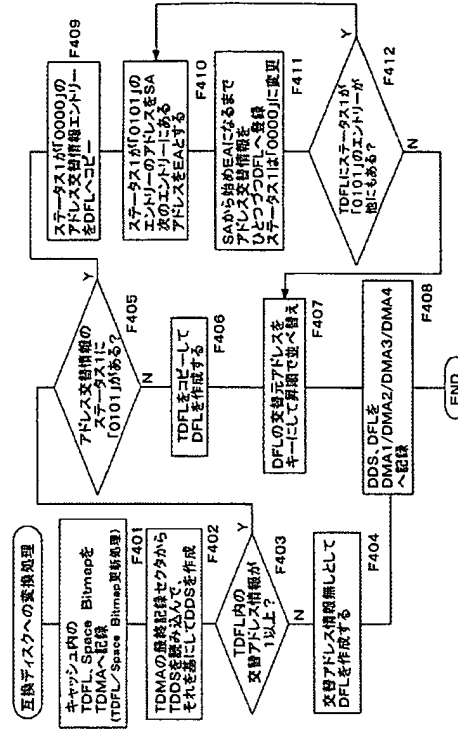 互換ディスクへの変換処理
キャッシュ内の
TDFL、Space Bitmapを
TDMAへ記録
(TDFL/Space Bitmap更新処理)
F401
TDMAの最終記録セクタから
TDDSを読み込んで、
それを基にしてDDSを作成
F402
TDFL内の
交替アドレス情報が
1以上?
F403
Y
N
交替アドレス情報無しとして
DFLを作成する
F404
アドレス交替情報の
ステータス1に
「0101」がある?
F405
Y
N
TDFLをコピーして
DFLを作成する
F406
DFLの交替元アドレスを
キーにして昇順で並べ替え
F407
DDS、DFLを
DMA1/DMA2/DMA3/DMA4
へ記録
F408
END
ステータス1が「0000」の
アドレス交替情報エントリー
をDFLへコピー
F409
ステータス1が「0101」の
エントリーのアドレスをSA
次のエントリーにある
アドレスをEAとする
F410
SAから始めEAになるまで
アドレス交替情報を
ひとつづつDFLへ登録
ステータス1は「0000」に変更
F411
TDFLにステータス1が
「0101」のエントリーが
他にもある?
F412
Y
N